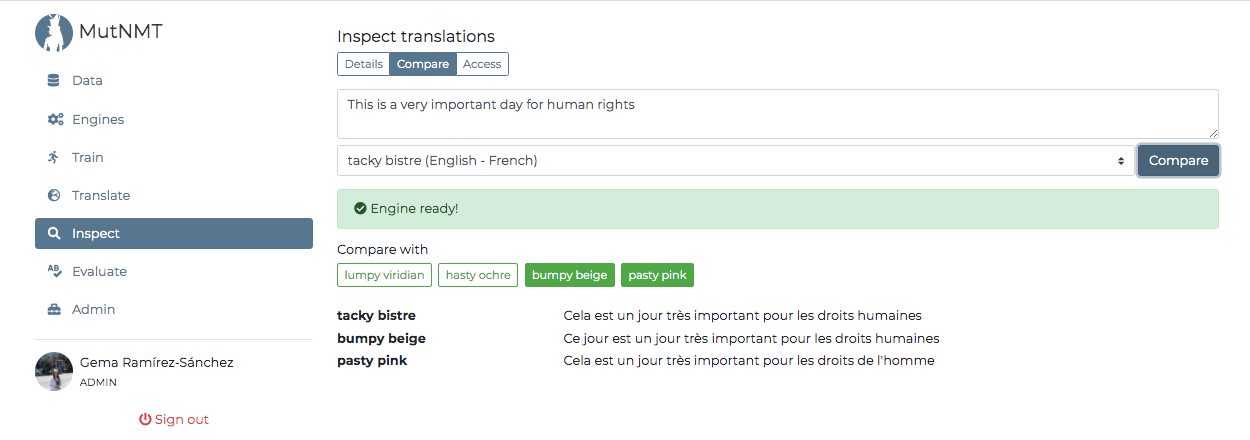 MutNMT
Data
Engines
Train
Translate
Inspect
Evaluate
Admin
Gema Ramírez-Sánchez
ADMIN
Sign out
Inspect translations
Details Compare Access
This is a very important day for human rights
tacky bistre (English - French) Compare
Engine ready!
Compare with
lumpy viridian hasty ochre bumpy beige pasty pink
tacky bistre Cela est un jour très important pour les droits humaines
bumpy beige Ce jour est un jour très important pour les droits humaines
pasty pink Cela est un jour très important pour les droits de l'homme